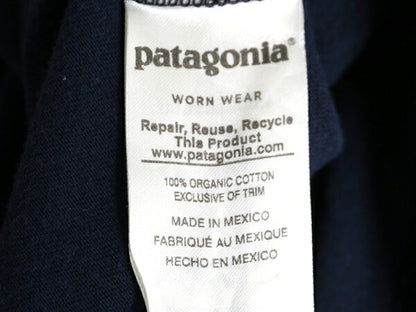 patagonia®
WORN WEAR
Repair, Reuse, Recycle
This Product
www.patagonia.com
100% ORGANIC COTTON
EXCLUSIVE OF TRIM
MADE IN MEXICO
FABRIQUÉ AU MEXIQUE
HECHO EN MEXICO